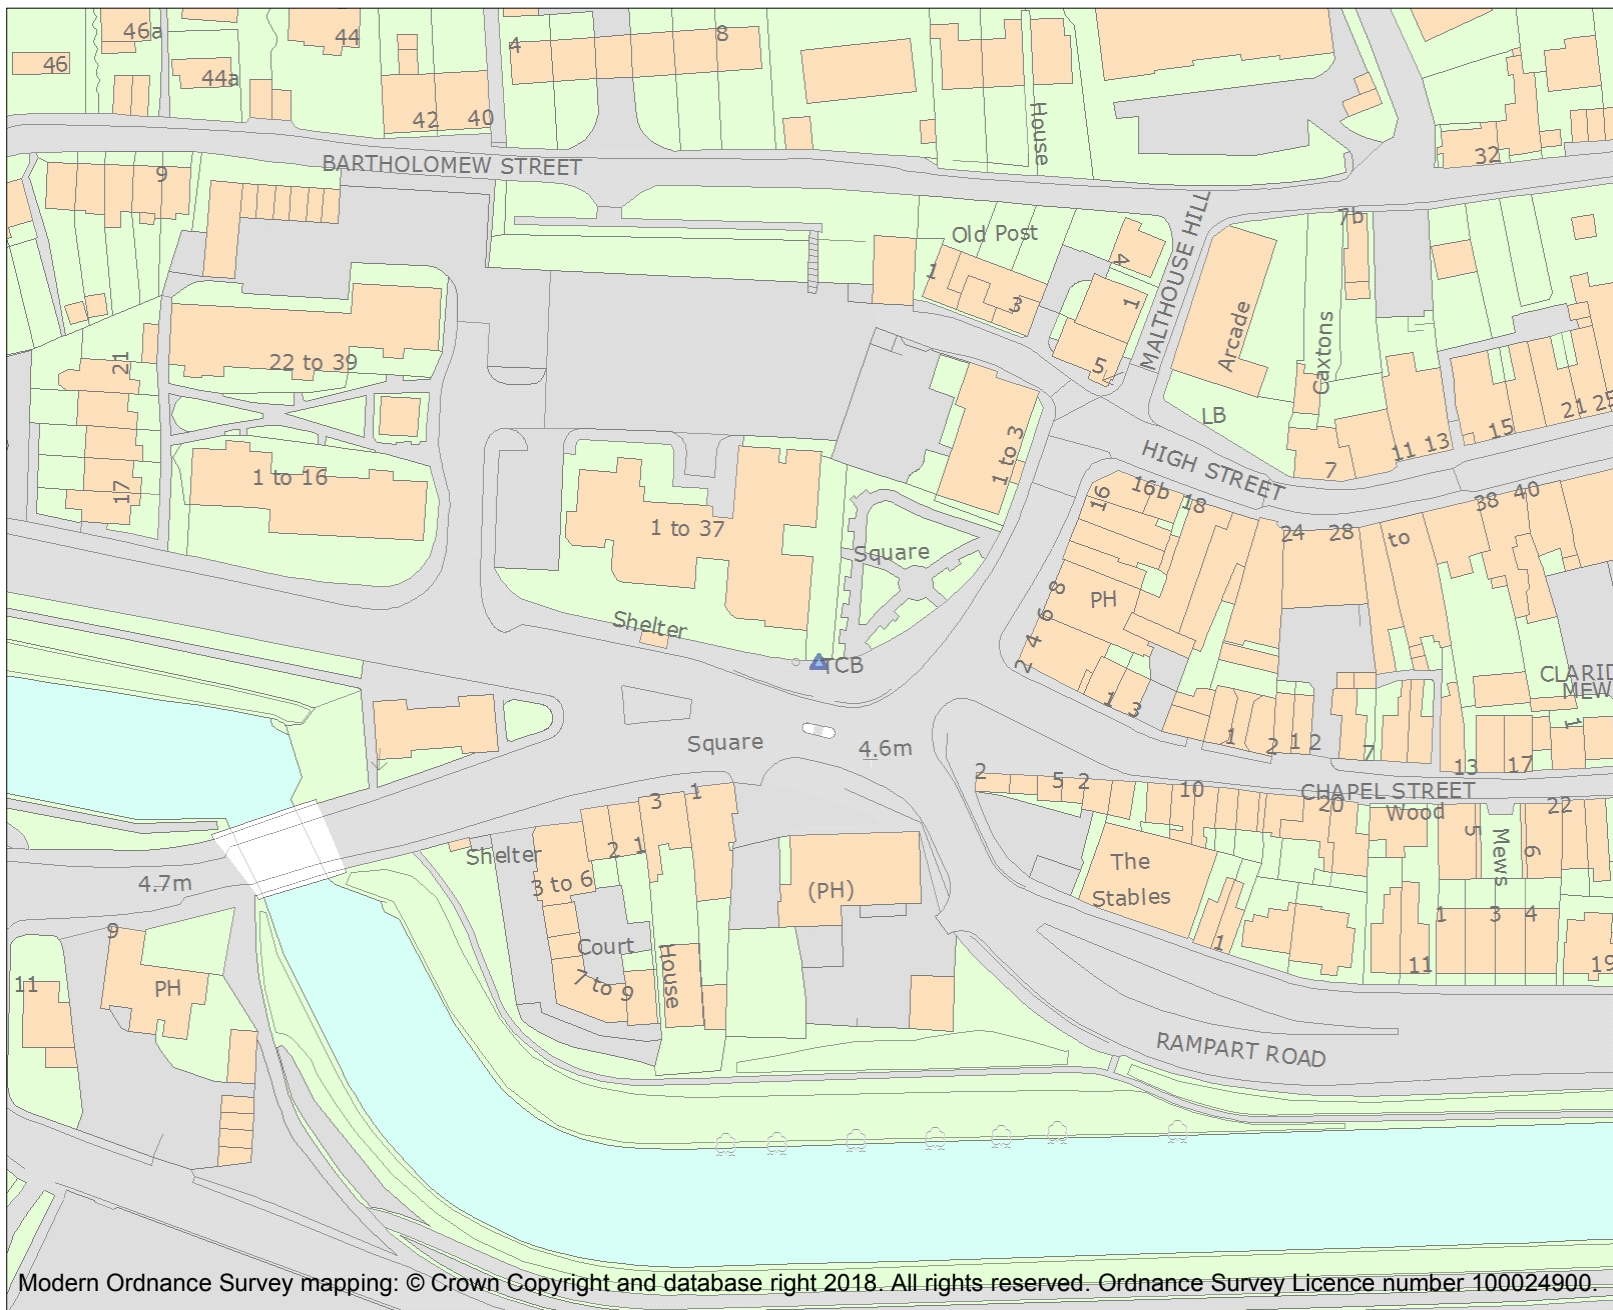 46a
44
4
8
46
44a
42
40
House
32
BARTHOLOMEW STREET
9
7b
Old Post
1
3
4
1
5
MALTHOUSE HILL
Arcade
Caxtons
LB
21
22 to 39
17
1 to 16
1 to 37
1 to 3
HIGH STREET
7
11
13
15
21
25
16
16b
18
24
28
to
38
40
Square
Shelter
TCB
PH
8
6
4
2
1
3
1
2
1
2
7
13
17
1
Square
4.6m
2
5
2
10
CHAPEL STREET
20
Wood
22
5
Mews
6
3
1
2
1
Shelter
3 to 6
4.7m
(PH)
The
Stables
1
11
1
3
4
19
9
11
PH
Court
7 to 9
House
RAMPART ROAD
Modern Ordnance Survey mapping: © Crown Copyright and database right 2018. All rights reserved. Ordnance Survey Licence number 100024900.